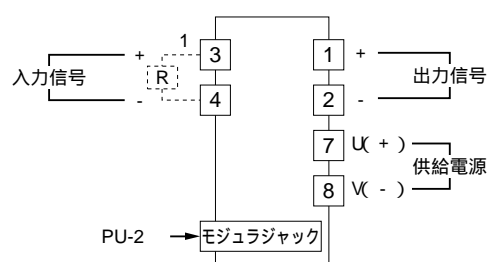 入力信号
+
-
1
R
3
4
1
+
2
-
出力信号
7
U( + )
8
V( - )
供給電源
PU-2
モジュラジャック